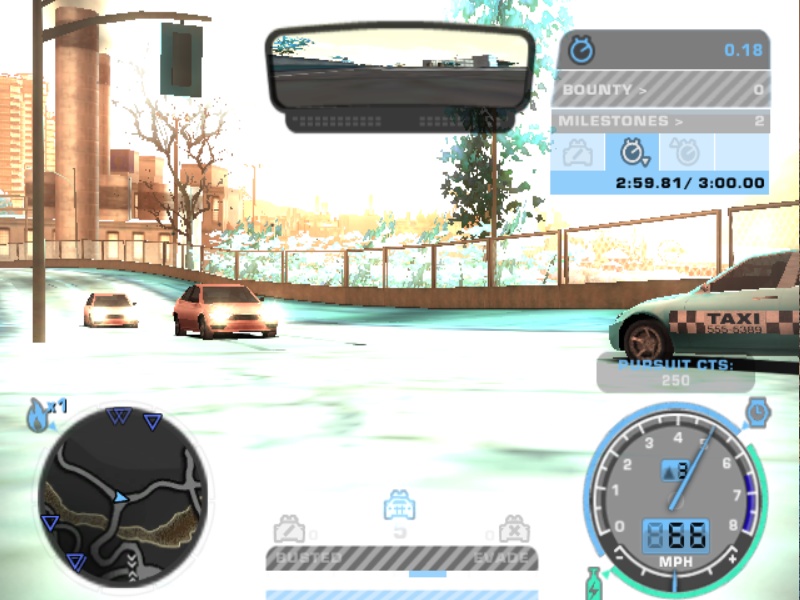 0.18
BOUNTY > 0
MILESTONES > 2
2:59.81/ 3:00.00
TAXI
555-5389
PURSUIT CTS:
250
x1
0 1 2 3 4 5 6 7 8
3
66
MPH
- +
0 0
BUSTED EVADE